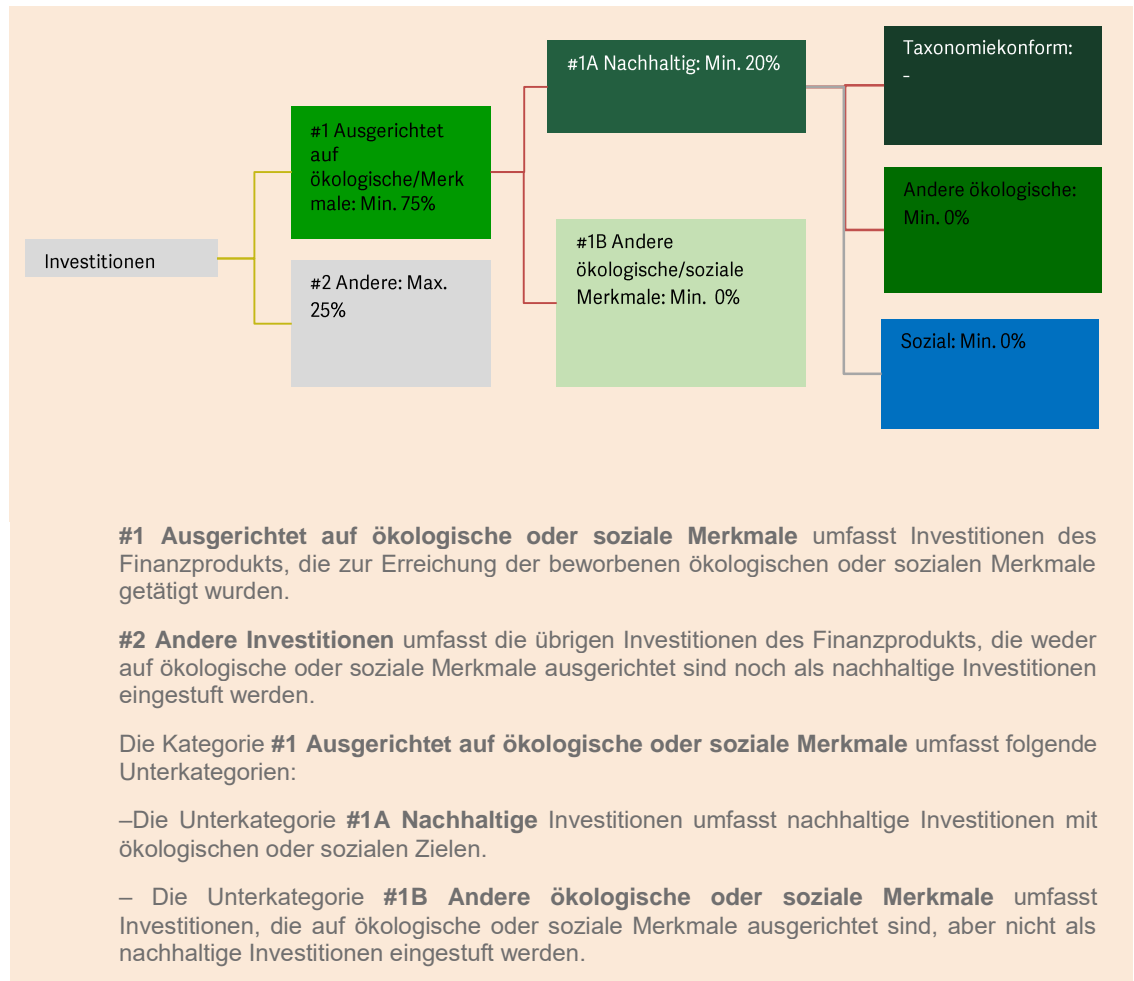 Investitionen
#1 Ausgerichtet
auf
ökologische/Merk
male: Min. 75%
#2 Andere: Max.
25%
#1A Nachhaltig: Min. 20%
#1B Andere
ökologische/soziale
Merkmale: Min.  0%
Taxonomiekonform:
-
Andere ökologische:
Min. 0%
Sozial: Min. 0%
#1 Ausgerichtet auf ökologische oder soziale Merkmale umfasst Investitionen des
Finanzprodukts, die zur Erreichung der beworbenen ökologischen oder sozialen Merkmale
getätigt wurden.
#2 Andere Investitionen umfasst die übrigen Investitionen des Finanzprodukts, die weder
auf ökologische oder soziale Merkmale ausgerichtet sind noch als nachhaltige Investitionen
eingestuft werden.
Die Kategorie #1 Ausgerichtet auf ökologische oder soziale Merkmale umfasst folgende
Unterkategorien:
–Die Unterkategorie #1A Nachhaltige Investitionen umfasst nachhaltige Investitionen mit
ökologischen oder sozialen Zielen.
– Die Unterkategorie #1B Andere ökologische oder soziale Merkmale umfasst
Investitionen, die auf ökologische oder soziale Merkmale ausgerichtet sind, aber nicht als
nachhaltige Investitionen eingestuft werden.